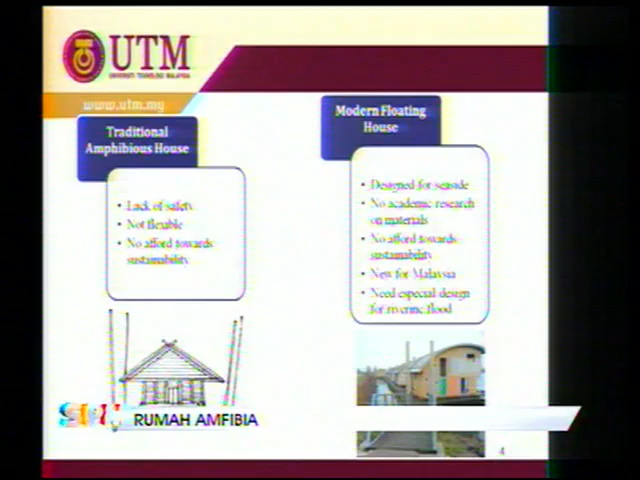 UTM
UNIVERSITI TEKNOLOGI MALAYSIA
www.utm.my
Traditional
Amphibious House
• Lack of safety
• Not flexible
• No afford towards
sustainability
Modern Floating
House
• Designed for seaside
• No academic research
on materials
• No afford towards
sustainability
• New for Malaysia
• Need especial design
for riverine flood
RUMAH AMFIBIA
4